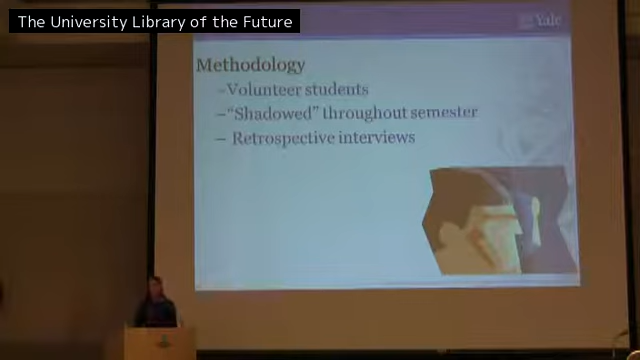 The University Library of the Future
Yale
Methodology
–Volunteer students
–“Shadowed” throughout semester
– Retrospective interviews